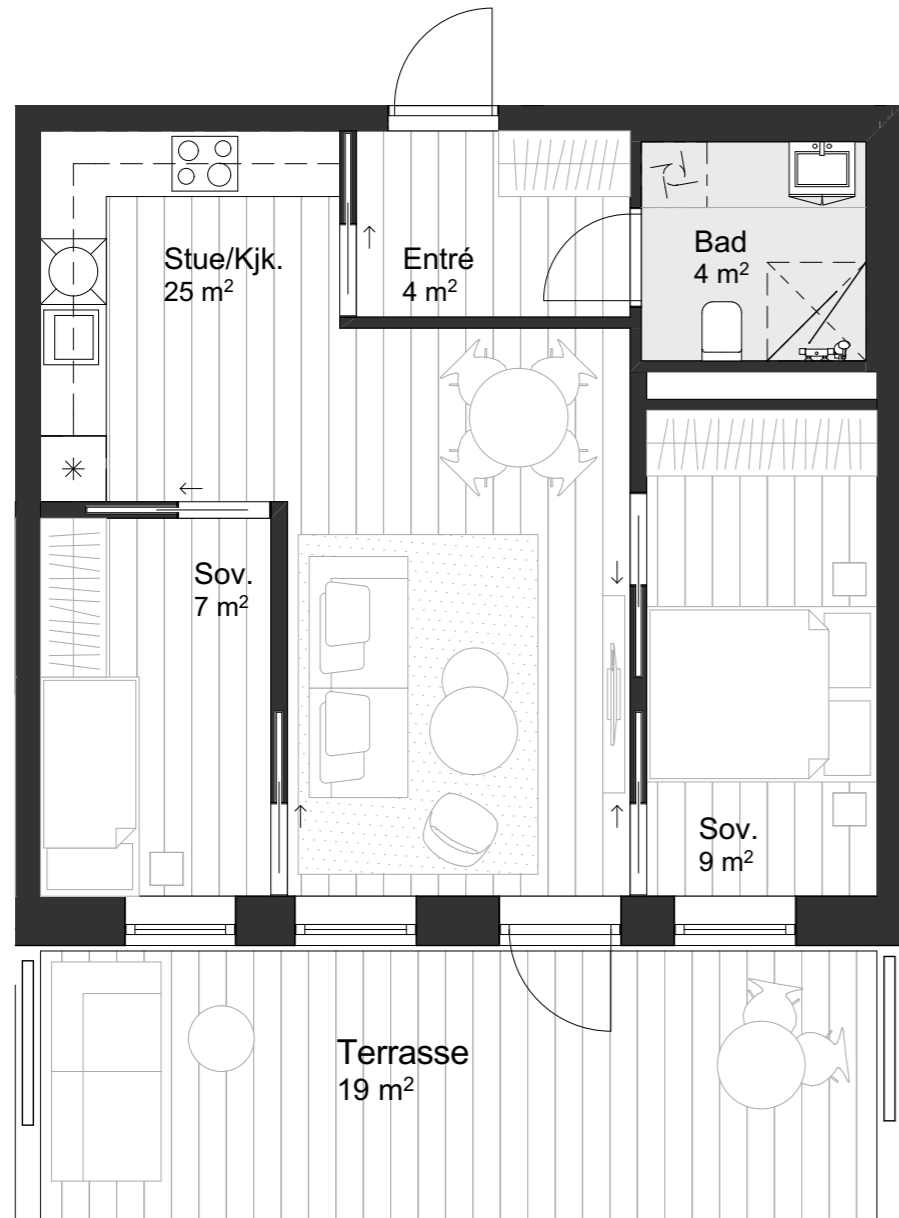 Stue/Kjk.
25 m²
Entré
4 m²
Bad
4 m²
Sov.
7 m²
Sov.
9 m²
Terrasse
19 m²